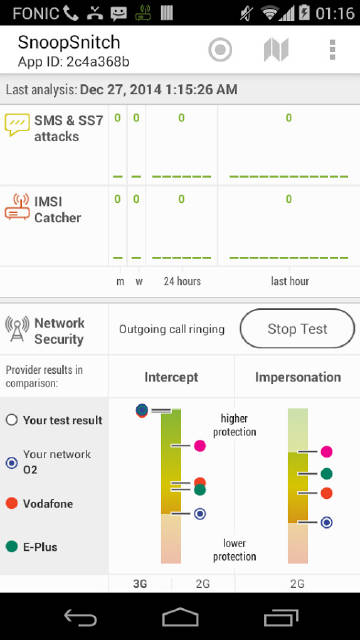 FONIC 01:16
SnoopSnitch
App ID: 2c4a368b
Last analysis: Dec 27, 2014 1:15:26 AM
SMS & SS7 attacks 0 0 0 0
IMSI Catcher 0 0 0 0
m w 24 hours last hour
Network Security Outgoing call ringing Stop Test
Provider results in comparison: Intercept Impersonation
Your test result
Your network
O2
Vodafone
E-Plus
higher
protection
lower
protection
3G 2G 2G